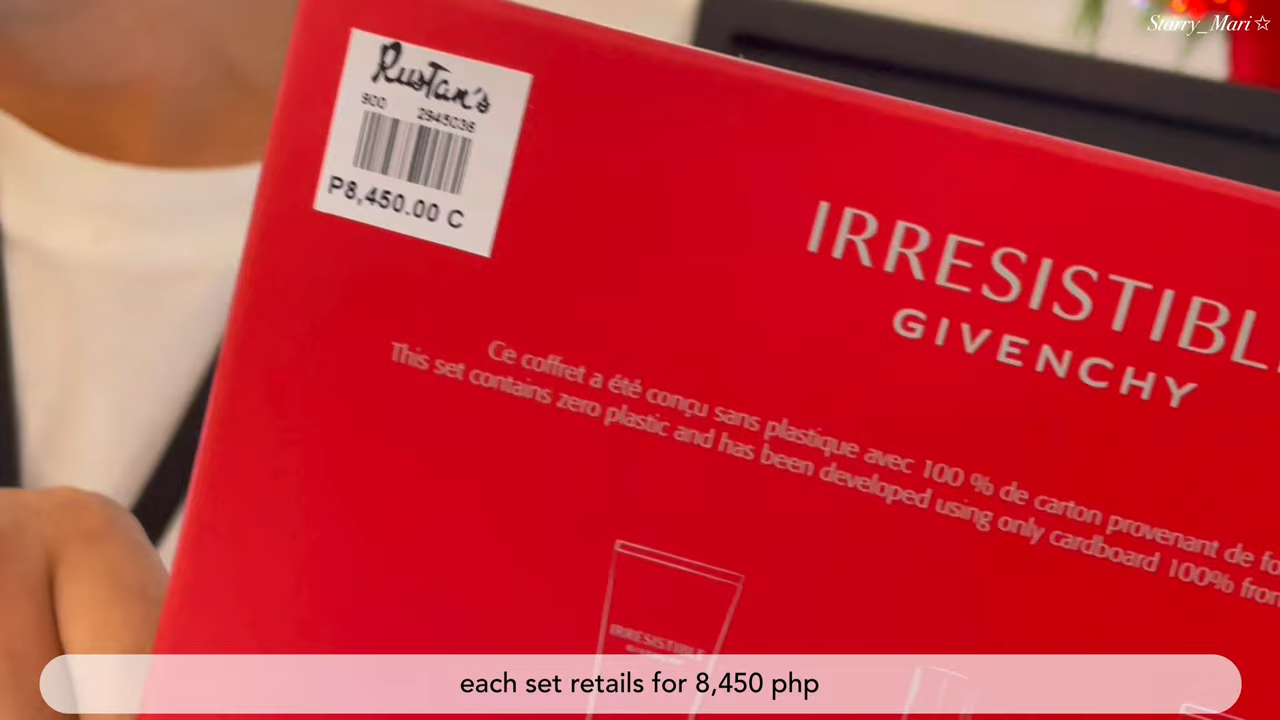 Starry_Mari☆
Rustan's
900 2945036
P8,450.00 C
IRRESISTIBL
GIVENCHY
Ce coffret a été conçu sans plastique avec 100 % de carton provenant de fo
This set contains zero plastic and has been developed using only cardboard 100% from
IRRESISTIBLE
GIVENCHY
each set retails for 8,450 php